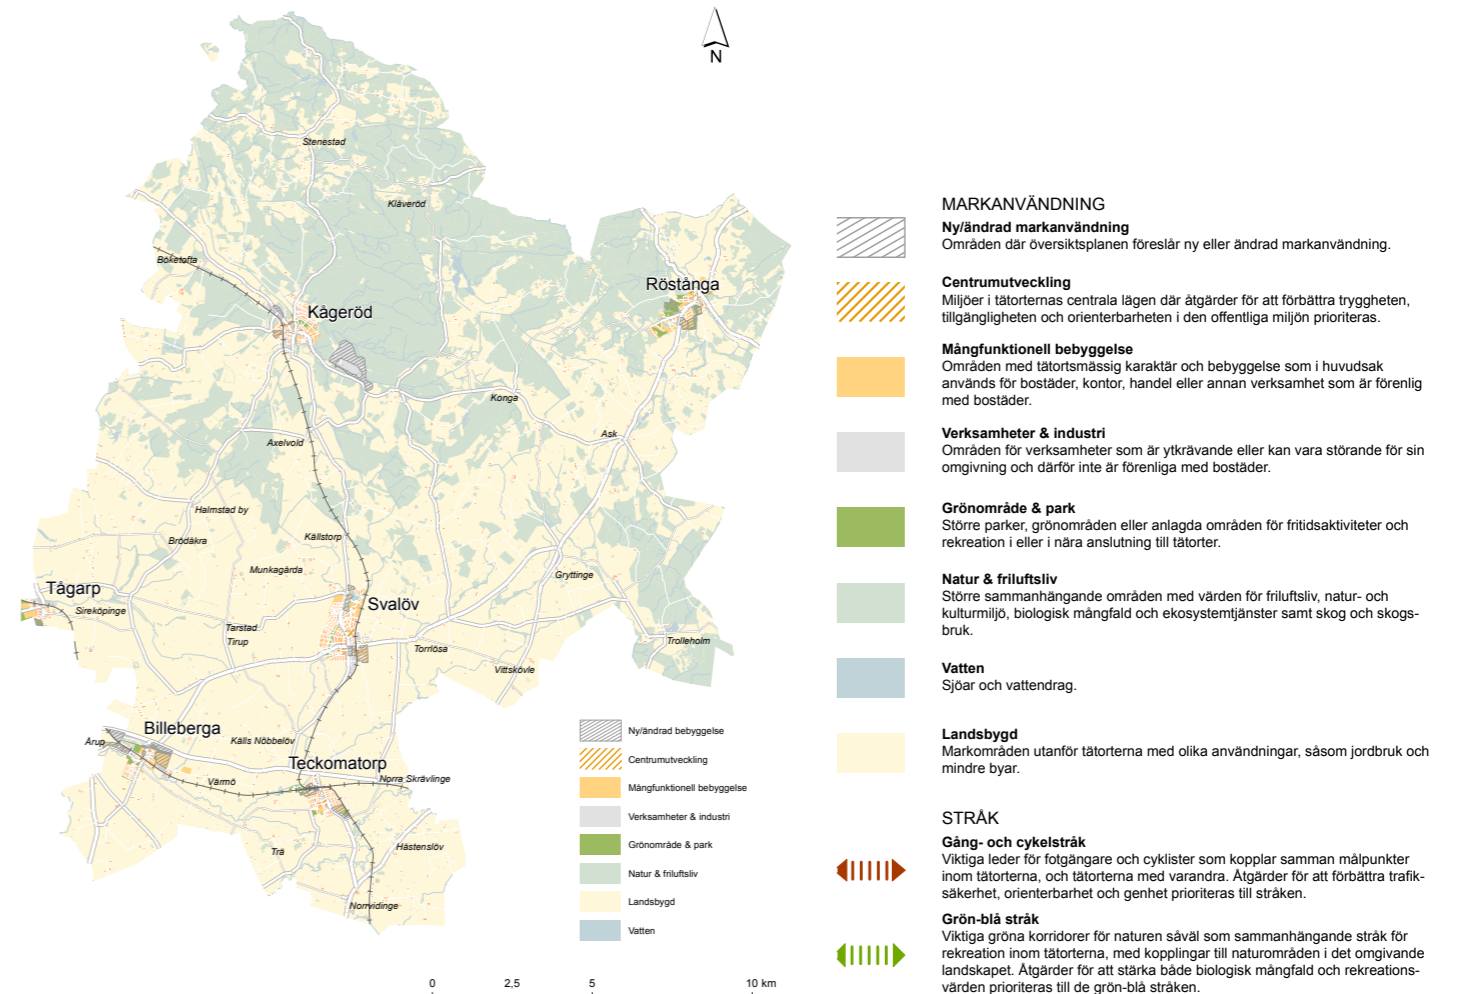 N
Stenestad
Klåveröd
Böketofta
Röstånga
Kågeröd
Konga
Ask
Axelvold
Halmstad by
Källstorp
Brödåkra
Munkagårda
Gryttinge
Tågarp
Sireköpinge
Svalöv
Tarstad
Tirup
Torrlösa
Trolleholm
Vittskövle
Billeberga
Årup
Källs Nöbbelöv
Teckomatorp
Värmö
Norra Skrävlinge
Trä
Hästenslöv
Norrvidinge
Ny/ändrad bebyggelse
Centrumutveckling
Mångfunktionell bebyggelse
Verksamheter & industri
Grönområde & park
Natur & friluftsliv
Landsbygd
Vatten
0 2,5 5 10 km
MARKANVÄNDNING
Ny/ändrad markanvändning
Områden där översiktsplanen föreslår ny eller ändrad markanvändning.
Centrumutveckling
Miljöer i tätorternas centrala lägen där åtgärder för att förbättra tryggheten,
tillgängligheten och orienterbarheten i den offentliga miljön prioriteras.
Mångfunktionell bebyggelse
Områden med tätortsmässig karaktär och bebyggelse som i huvudsak
används för bostäder, kontor, handel eller annan verksamhet som är förenlig
med bostäder.
Verksamheter & industri
Områden för verksamheter som är ytkrävande eller kan vara störande för sin
omgivning och därför inte är förenliga med bostäder.
Grönområde & park
Större parker, grönområden eller anlagda områden för fritidsaktiviteter och
rekreation i eller i nära anslutning till tätorter.
Natur & friluftsliv
Större sammanhängande områden med värden för friluftsliv, natur- och
kulturmiljö, biologisk mångfald och ekosystemtjänster samt skog och skogs-
bruk.
Vatten
Sjöar och vattendrag.
Landsbygd
Markområden utanför tätorterna med olika användningar, såsom jordbruk och
mindre byar.
STRÅK
Gång- och cykelstråk
Viktiga leder för fotgängare och cyklister som kopplar samman målpunkter
inom tätorterna, och tätorterna med varandra. Åtgärder för att förbättra trafik-
säkerhet, orienterbarhet och genhet prioriteras till stråken.
Grön-blå stråk
Viktiga gröna korridorer för naturen såväl som sammanhängande stråk för
rekreation inom tätorterna, med kopplingar till naturområden i det omgivande
landskapet. Åtgärder för att stärka både biologisk mångfald och rekreations-
värden prioriteras till de grön-blå stråken.